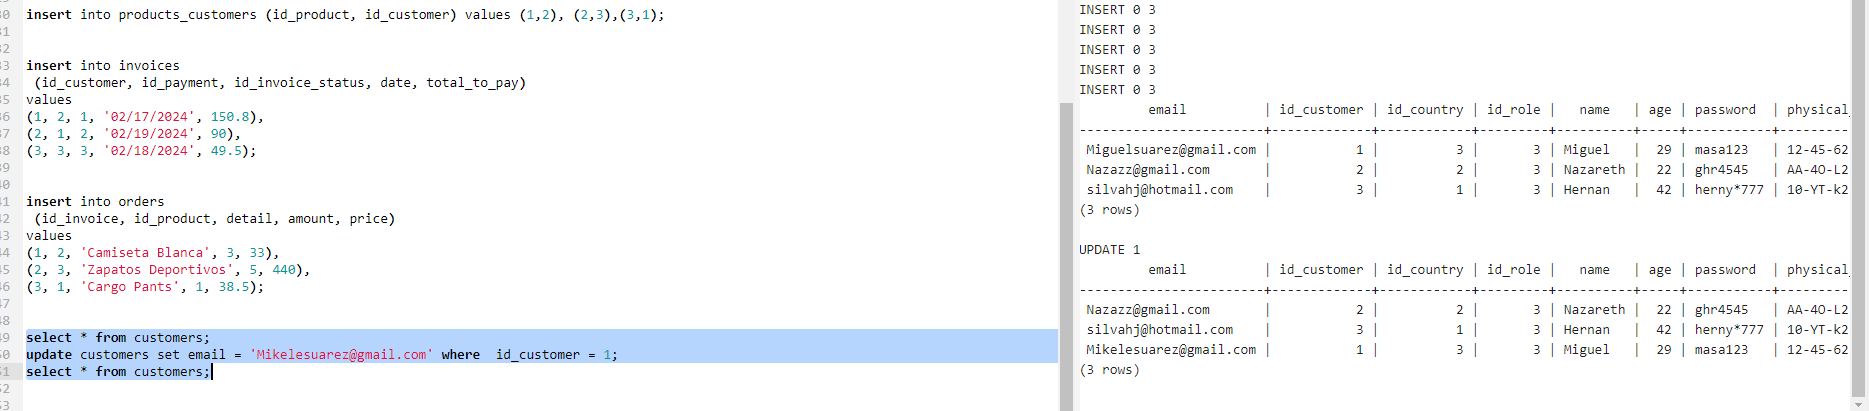 30 insert into products_customers (id_product, id_customer) values (1,2), (2,3),(3,1);
31
32
33 insert into invoices
34 (id_customer, id_payment, id_invoice_status, date, total_to_pay)
35 values
36 (1, 2, 1, '02/17/2024', 150.8),
37 (2, 1, 2, '02/19/2024', 90),
38 (3, 3, 3, '02/18/2024', 49.5);
39
40
41 insert into orders
42 (id_invoice, id_product, detail, amount, price)
43 values
44 (1, 2, 'Camiseta Blanca', 3, 33),
45 (2, 3, 'Zapatos Deportivos', 5, 440),
46 (3, 1, 'Cargo Pants', 1, 38.5);
47
48
49 select * from customers;
50 update customers set email = 'Mikelesuarez@gmail.com' where  id_customer = 1;
51 select * from customers;
52
53
INSERT 0 3
INSERT 0 3
INSERT 0 3
INSERT 0 3
INSERT 0 3
email | id_customer | id_country | id_role | name | age | password | physical_
------------------------+-------------+------------+---------+----------+-----+-----------+---------
Miguelsuarez@gmail.com | 1 | 3 | 3 | Miguel | 29 | masa123 | 12-45-62
Nazazz@gmail.com | 2 | 2 | 3 | Nazareth | 22 | ghr4545 | AA-4O-L2
silvahj@hotmail.com | 3 | 1 | 3 | Hernan | 42 | herny*777 | 10-YT-k2
(3 rows)
UPDATE 1
email | id_customer | id_country | id_role | name | age | password | physical_
------------------------+-------------+------------+---------+----------+-----+-----------+---------
Nazazz@gmail.com | 2 | 2 | 3 | Nazareth | 22 | ghr4545 | AA-4O-L2
silvahj@hotmail.com | 3 | 1 | 3 | Hernan | 42 | herny*777 | 10-YT-k2
Mikelesuarez@gmail.com | 1 | 3 | 3 | Miguel | 29 | masa123 | 12-45-62
(3 rows)